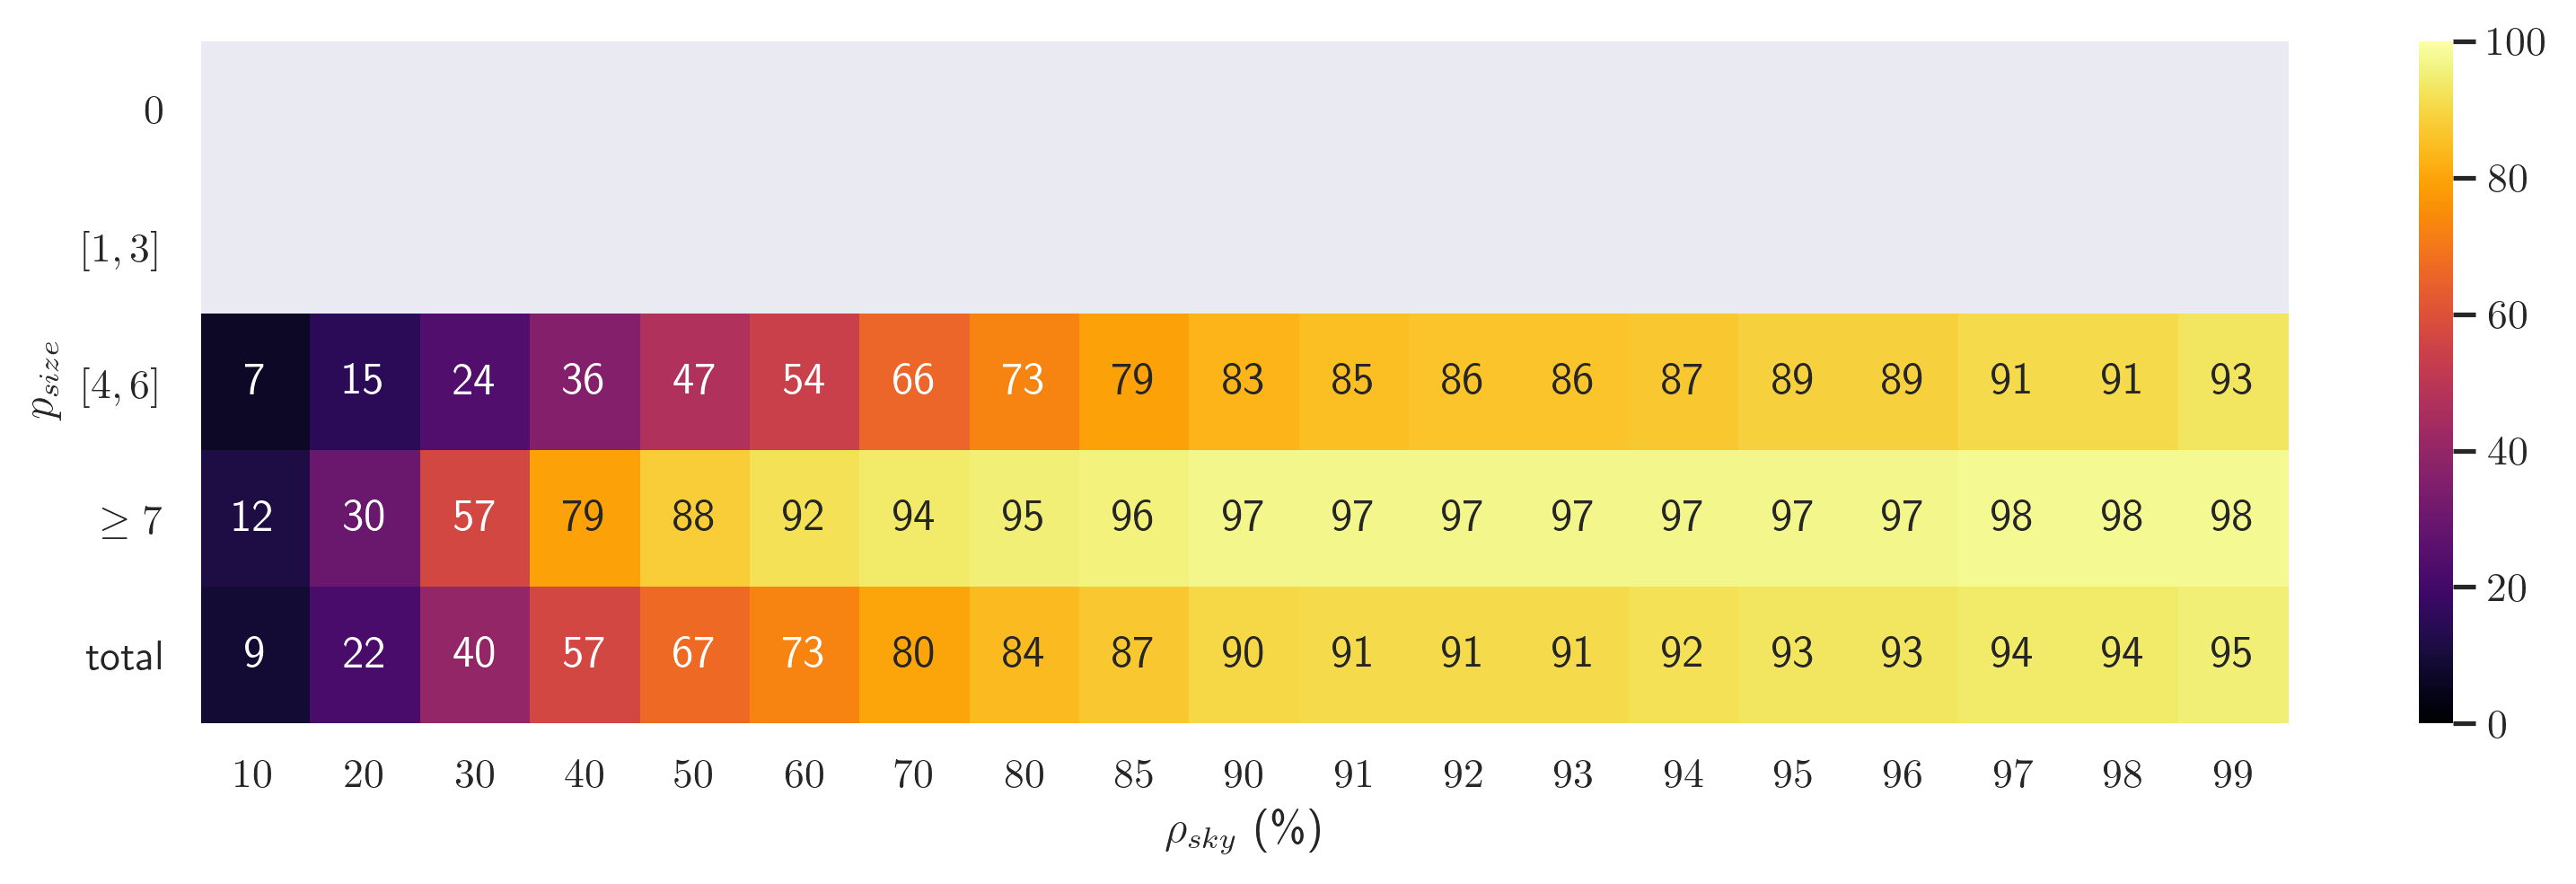 0
[1, 3]
[4, 6]
≥ 7
total
p_size
7 15 24 36 47 54 66 73 79 83 85 86 86 87 89 89 91 91 93
12 30 57 79 88 92 94 95 96 97 97 97 97 97 97 97 98 98 98
9 22 40 57 67 73 80 84 87 90 91 91 91 92 93 93 94 94 95
10 20 30 40 50 60 70 80 85 90 91 92 93 94 95 96 97 98 99
ρ_sky (%)
100
80
60
40
20
0